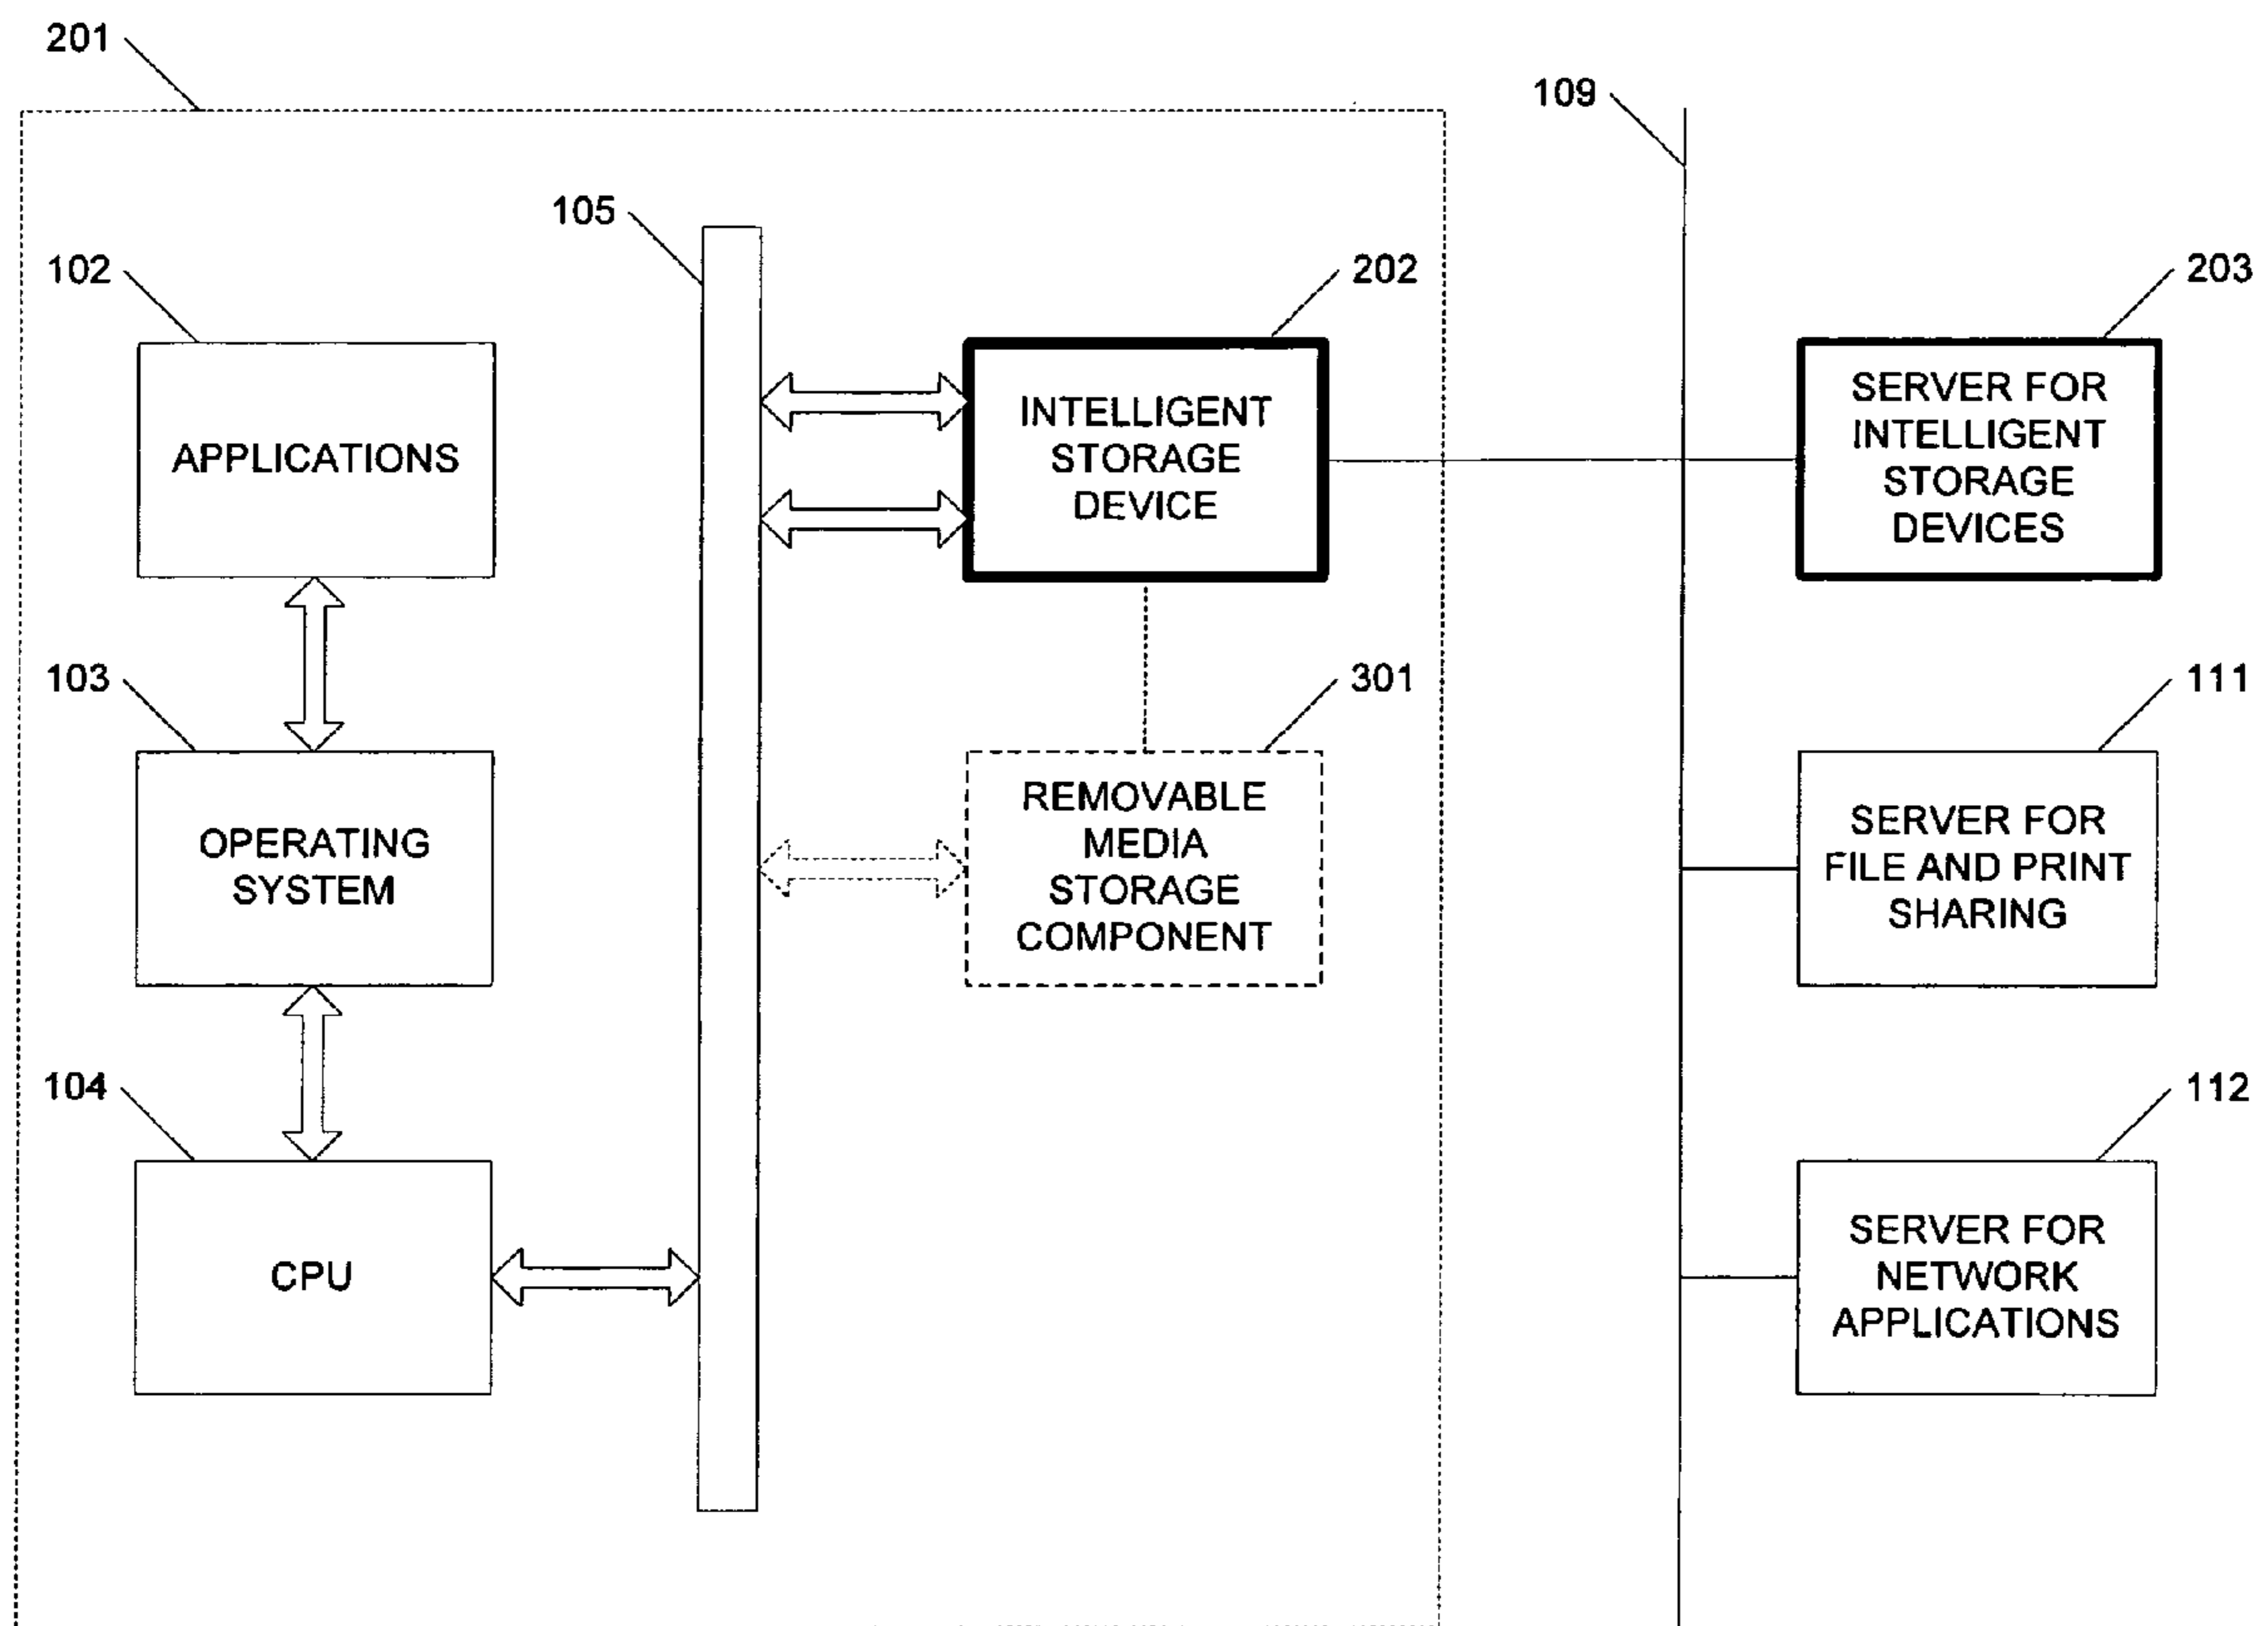 201
109
105
102
202
203
APPLICATIONS
INTELLIGENT
STORAGE
DEVICE
SERVER FOR
INTELLIGENT
STORAGE
DEVICES
103
301
111
OPERATING
SYSTEM
REMOVABLE
MEDIA
STORAGE
COMPONENT
SERVER FOR
FILE AND PRINT
SHARING
104
112
CPU
SERVER FOR
NETWORK
APPLICATIONS